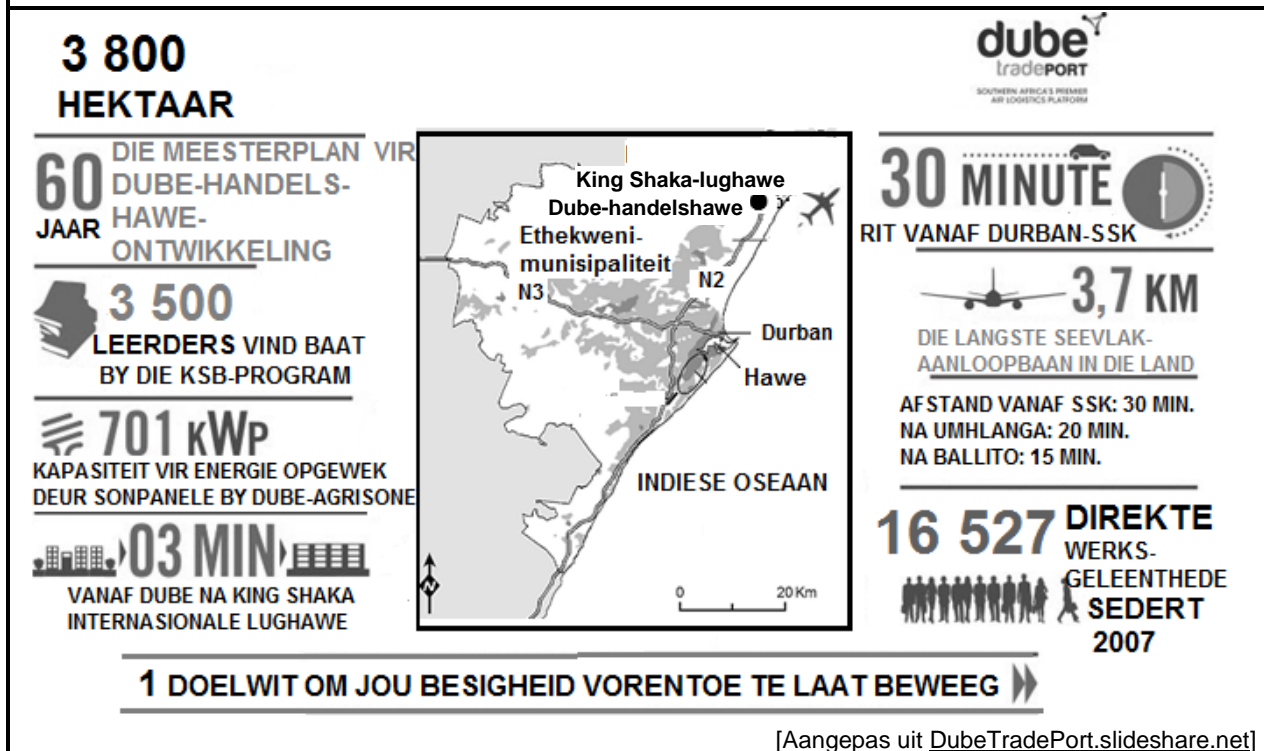 3 800
HEKTAAR
60
JAAR
DIE MEESTERPLAN VIR
DUBE-HANDELS-
HAWE-
ONTWIKKELING
3 500
LEERDERS VIND BAAT
BY DIE KSB-PROGRAM
701 KWP
KAPASITEIT VIR ENERGIE OPGEWEK
DEUR SONPANELE BY DUBE-AGRISONE
03 MIN
VANAF DUBE NA KING SHAKA
INTERNASIONALE LUGHAWE
King Shaka-lughawe
Dube-handelshawe
Ethekweni-
munisipaliteit
N3
N2
Durban
Hawe
INDIESE OSEAAN
N
0 20 Km
dube
tradePORT
SOUTHERN AFRICA'S PREMIER
AIR LOGISTICS PLATFORM
30 MINUTE
RIT VANAF DURBAN-SSK
3,7 KM
DIE LANGSTE SEEVLAK-
AANLOOPBAAN IN DIE LAND
AFSTAND VANAF SSK: 30 MIN.
NA UMHLANGA: 20 MIN.
NA BALLITO: 15 MIN.
16 527 DIREKTE
WERKS-
GELEENTHEDE
SEDERT
2007
1 DOELWIT OM JOU BESIGHEID VORENTOE TE LAAT BEWEEG
[Aangepas uit DubeTradePort.slideshare.net]